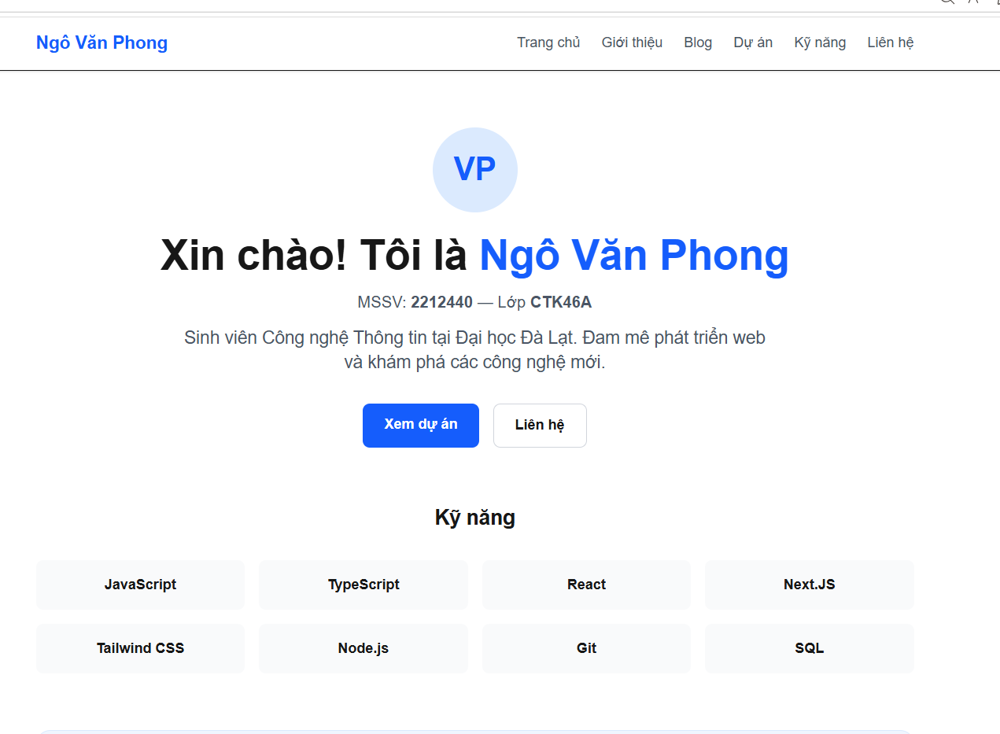 Ngô Văn Phong
Trang chủ Giới thiệu Blog Dự án Kỹ năng Liên hệ
VP
Xin chào! Tôi là Ngô Văn Phong
MSSV: 2212440 — Lớp CTK46A
Sinh viên Công nghệ Thông tin tại Đại học Đà Lạt. Đam mê phát triển web
và khám phá các công nghệ mới.
Xem dự án Liên hệ
Kỹ năng
JavaScript TypeScript React Next.JS
Tailwind CSS Node.js Git SQL